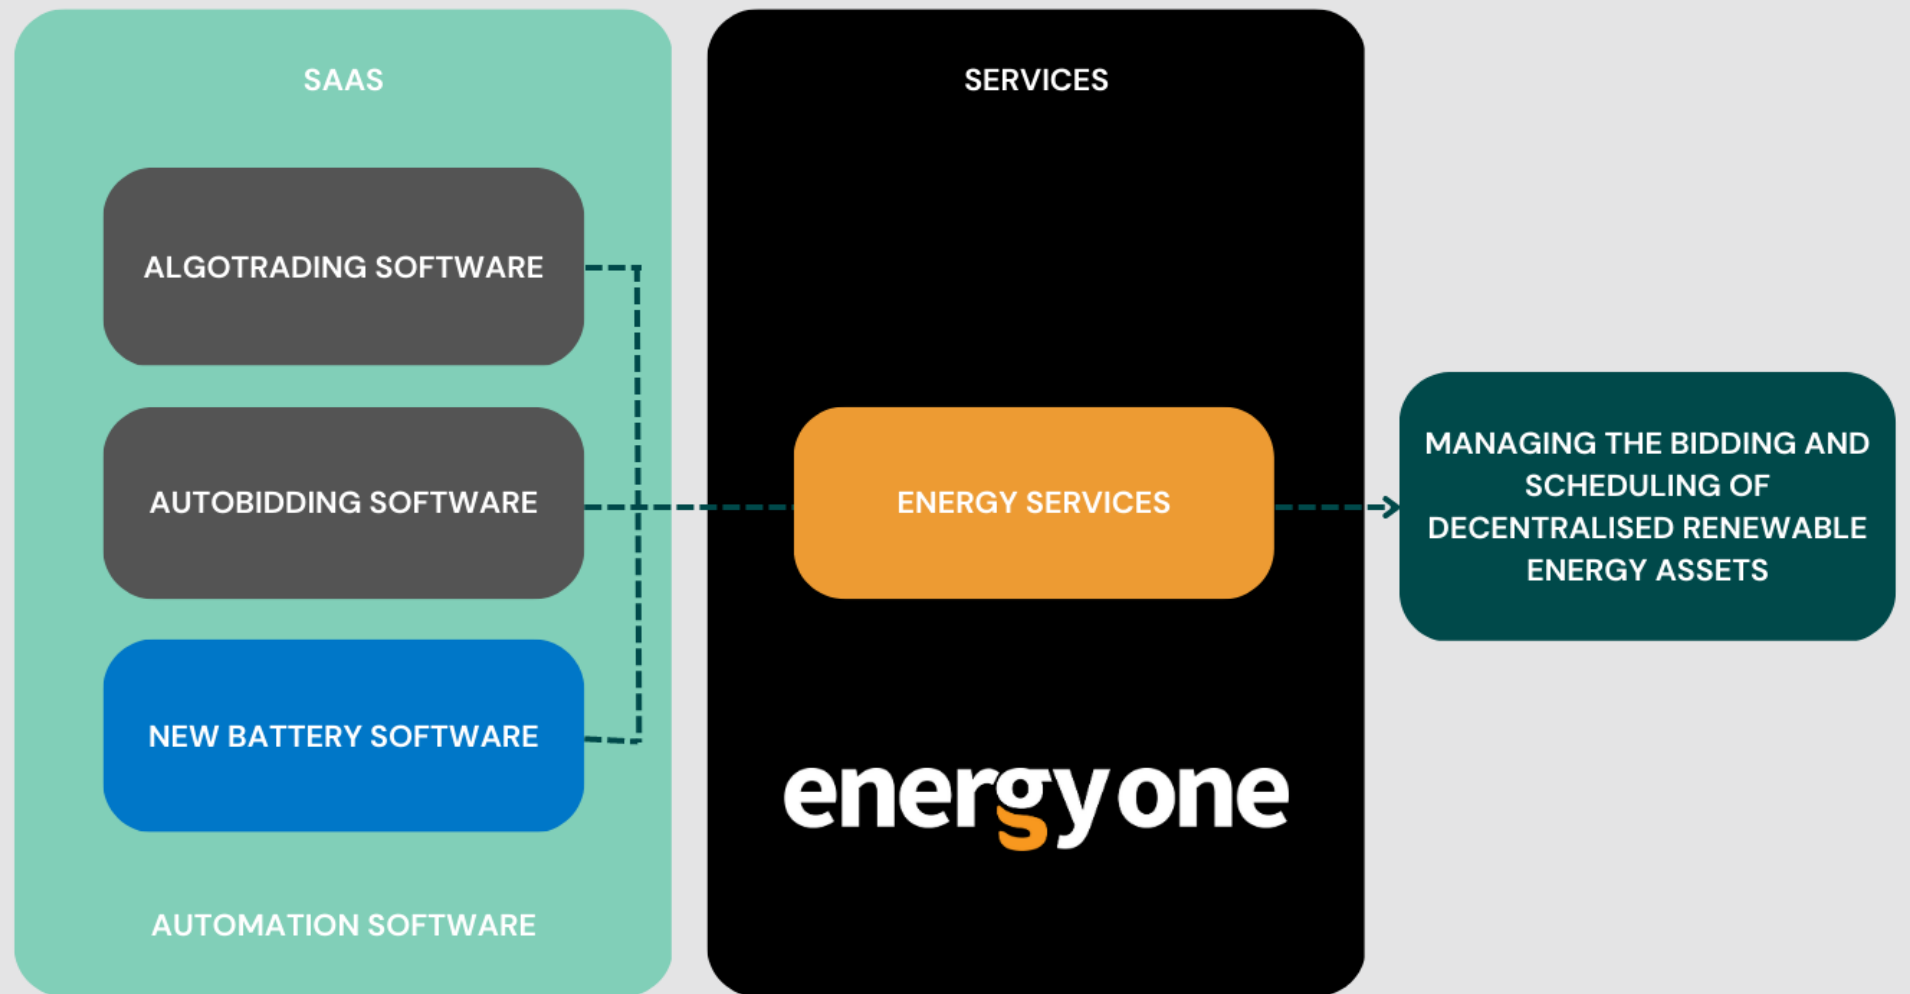 SAAS
ALGOTRADING SOFTWARE
AUTOBIDDING SOFTWARE
NEW BATTERY SOFTWARE
AUTOMATION SOFTWARE
SERVICES
ENERGY SERVICES
energyone
MANAGING THE BIDDING AND
SCHEDULING OF
DECENTRALISED RENEWABLE
ENERGY ASSETS